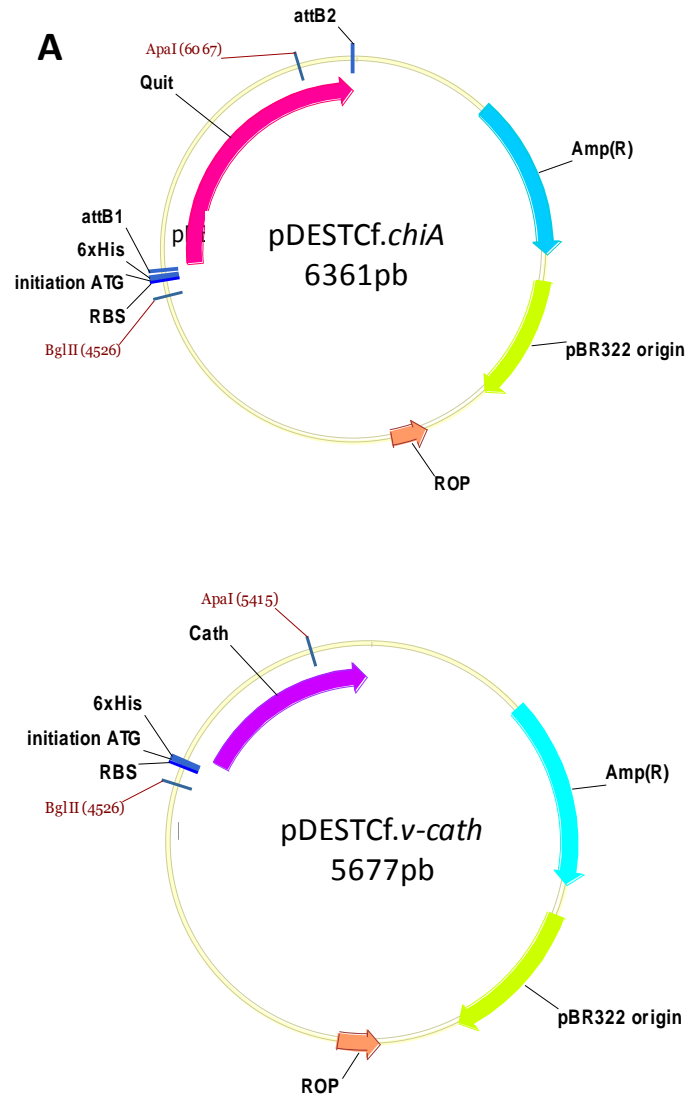 A
attB2
ApaI (6067)
Quit
Amp(R)
attB1
6xHis
initiation ATG
RBS
BglII (4526)
pDESTCf.chiA
6361pb
pBR322 origin
ROP
ApaI (5415)
Cath
6xHis
initiation ATG
RBS
BglII (4526)
Amp(R)
pDESTCf.v-cath
5677pb
pBR322 origin
ROP